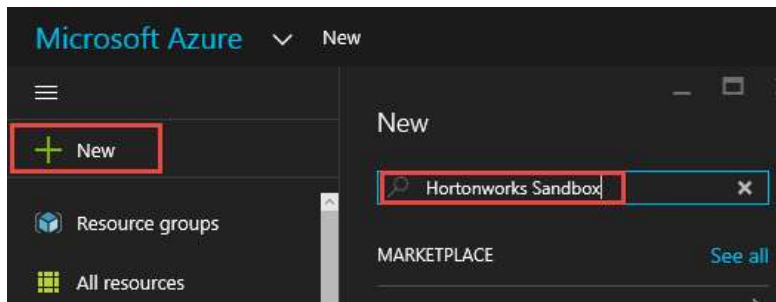 Microsoft Azure New
New
New
Hortonworks Sandbox
Resource groups
MARKETPLACE See all
All resources